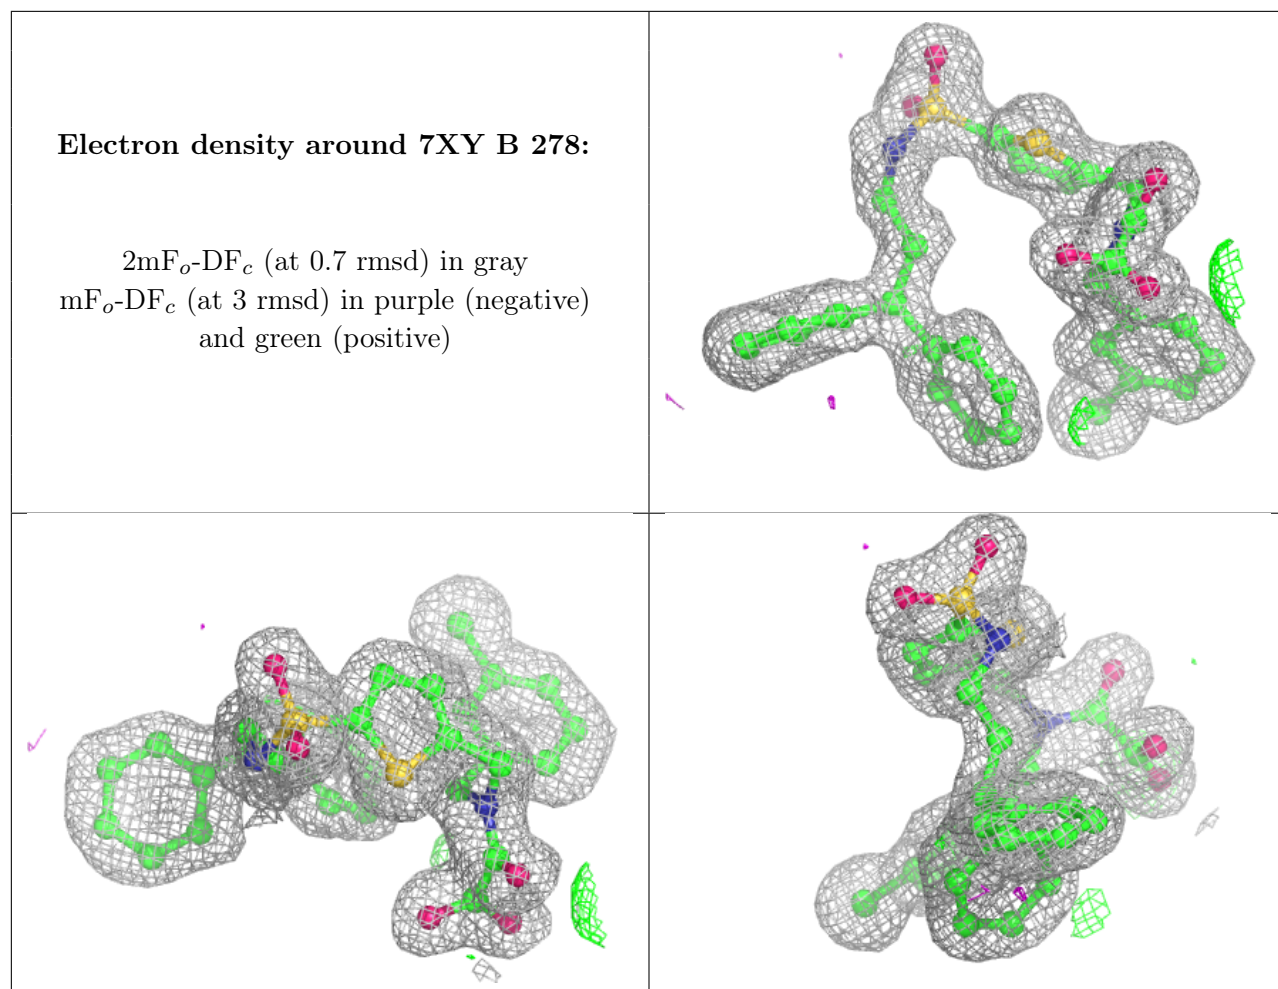 Electron density around 7XY B 278:
2mFo-DFc (at 0.7 rmsd) in gray
mFo-DFc (at 3 rmsd) in purple (negative)
and green (positive)